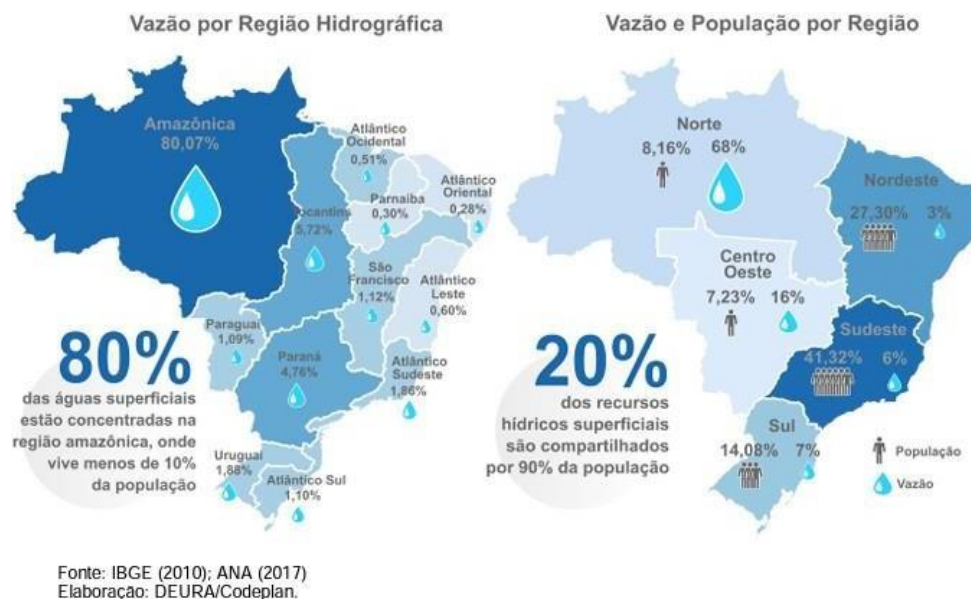 Vazão por Região Hidrográfica
Amazônica
80,07%
Atlântico
Ocidental
0,51%
Parnaiba
0,30%
Atlântico
Oriental
0,28%
Tocantins
5,72%
São
Francisco
1,12%
Atlântico
Leste
0,60%
Paraguai
1,09%
Paraná
4,76%
Atlântico
Sudeste
1,86%
Uruguai
1,88%
Atlântico Sul
1,10%
80%
das águas superficiais
estão concentradas na
região amazônica, onde
vive menos de 10%
da população
Vazão e População por Região
Norte
8,16% 68%
Nordeste
27,30% 3%
Centro
Oeste
7,23% 16%
Sudeste
41,32% 6%
Sul
14,08% 7%
20%
dos recursos
hídricos superficiais
são compartilhados
por 90% da população
População
Vazão
Fonte: IBGE (2010); ANA (2017)
Elaboração: DEURA/Codeplan.